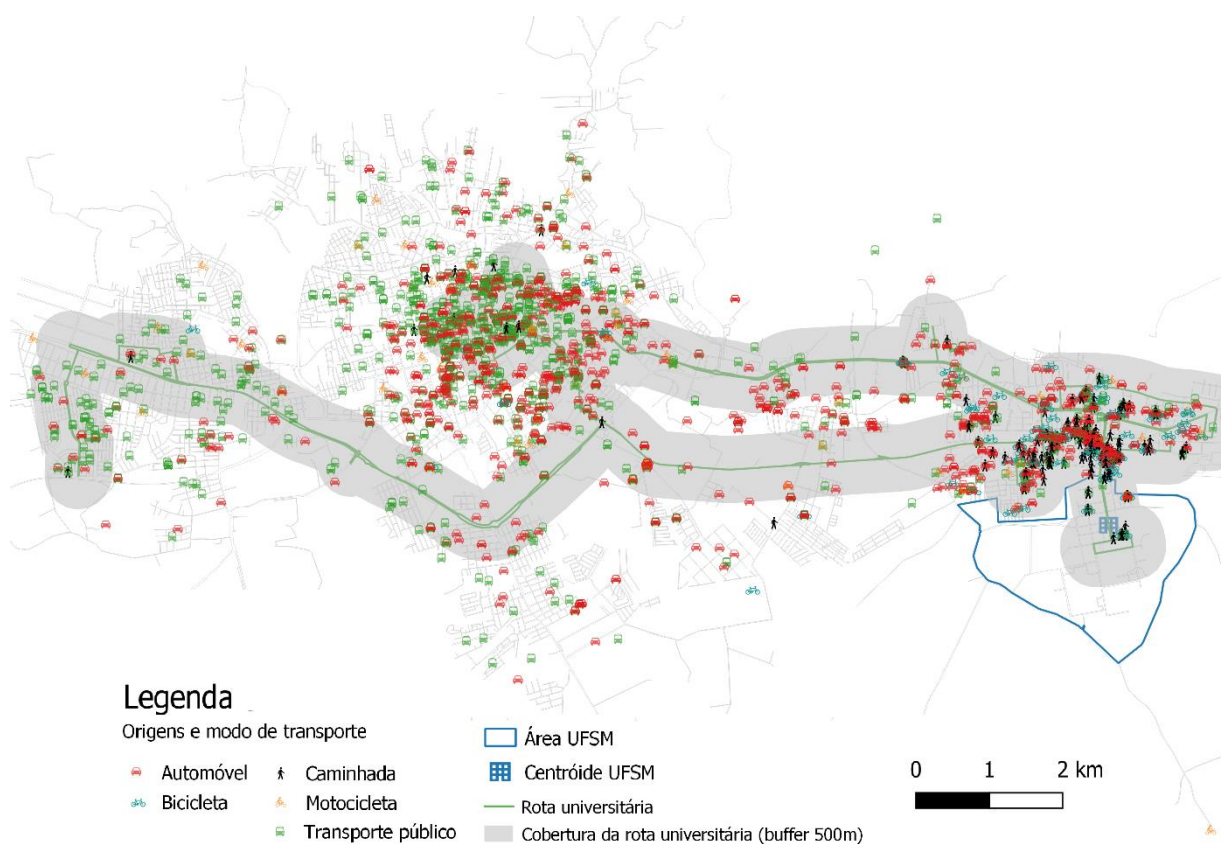 Legenda
Origens e modo de transporte
Automóvel
Caminhada
Bicicleta
Motocicleta
Transporte público
Área UFSM
Centróide UFSM
Rota universitária
Cobertura da rota universitária (buffer 500m)
0 1 2 km